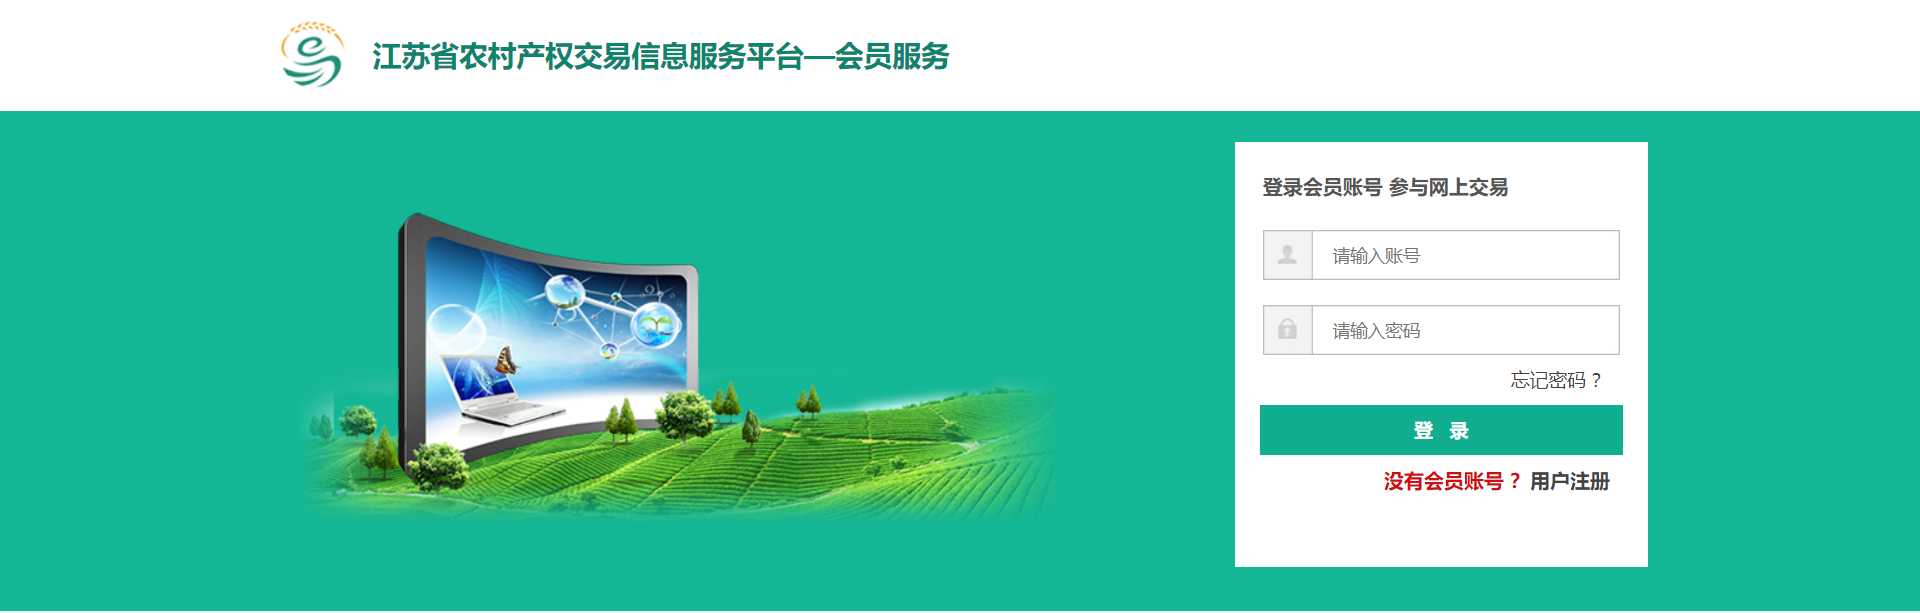 江苏省农村产权交易信息服务平台—会员服务
登录会员账号 参与网上交易
请输入账号
请输入密码
忘记密码？
登 录
没有会员账号？ 用户注册